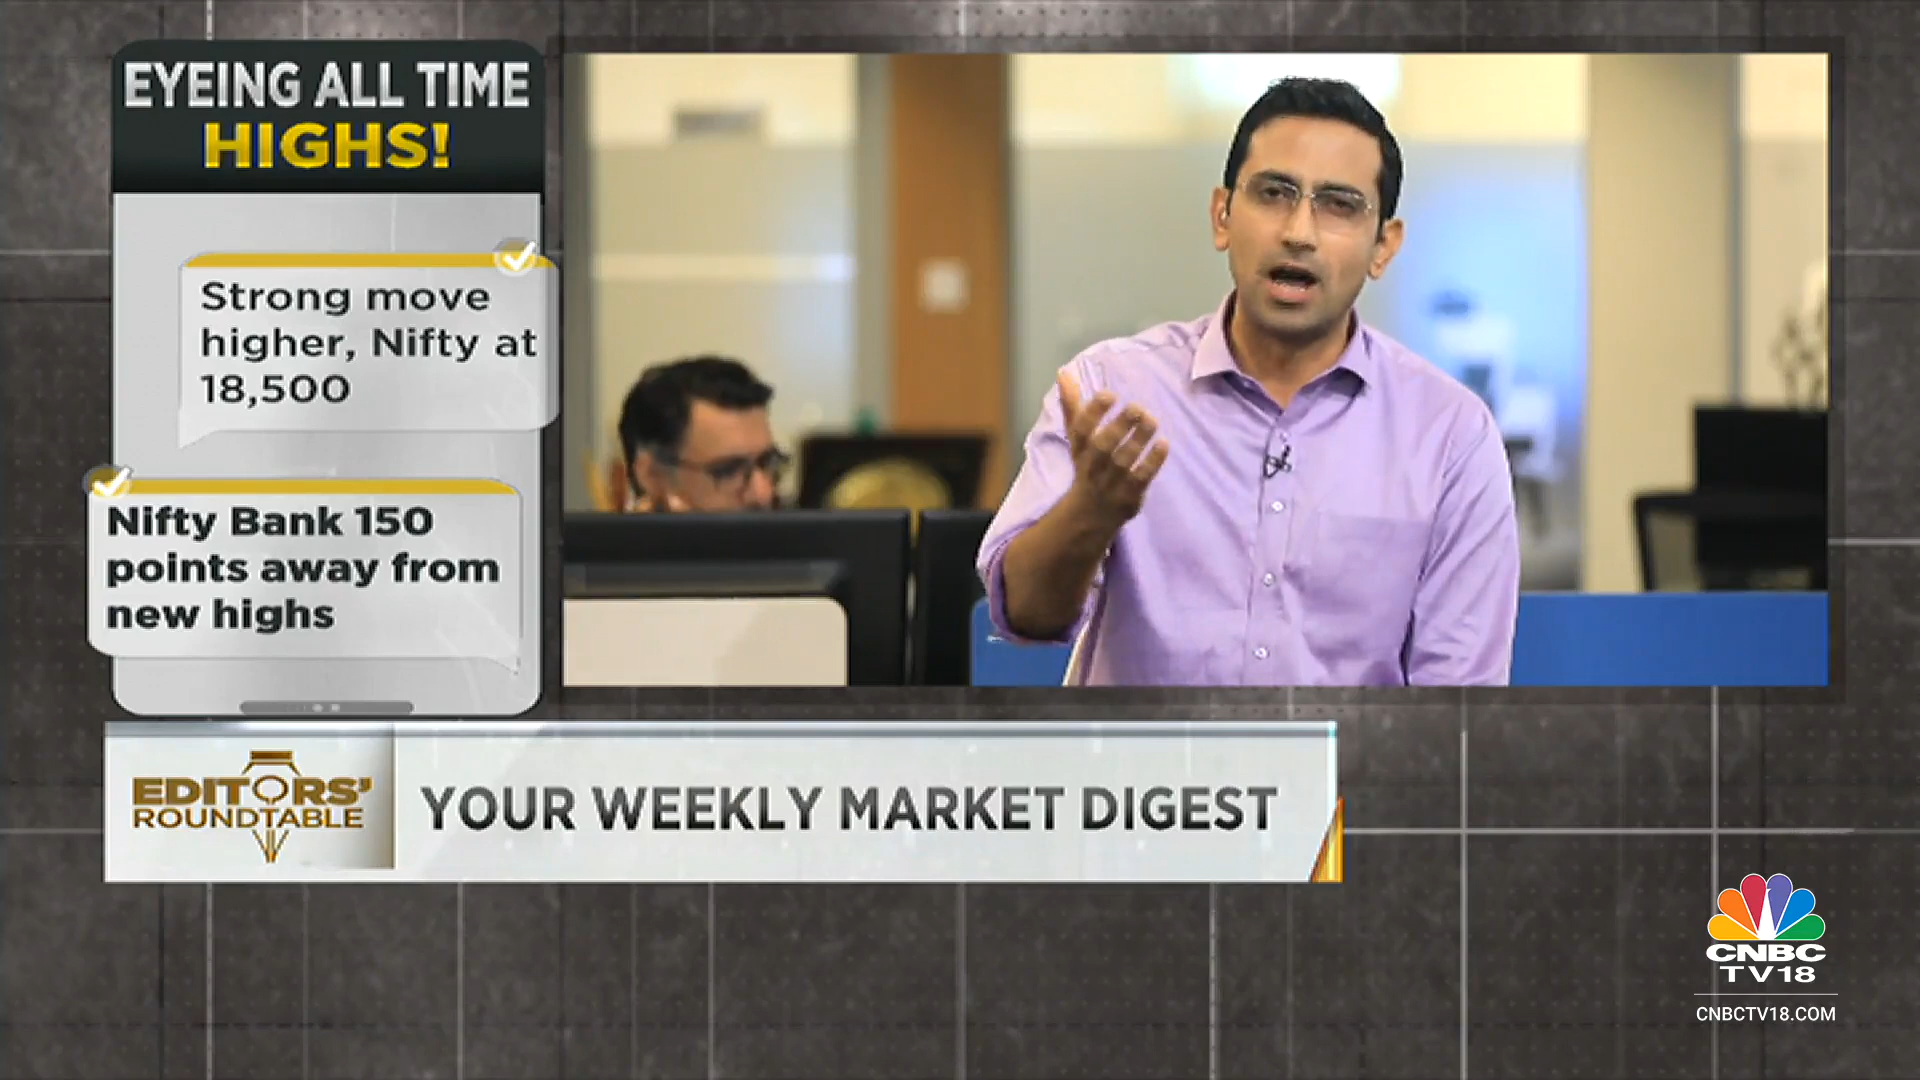 EYEING ALL TIME
HIGHS!
Strong move
higher, Nifty at
18,500
Nifty Bank 150
points away from
new highs
EDITORS'
ROUNDTABLE
YOUR WEEKLY MARKET DIGEST
CNBC
TV18
CNBCTV18.COM